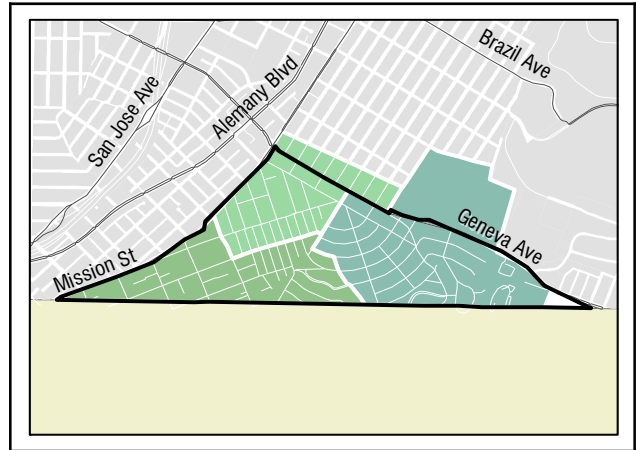 Brazil Ave
San Jose Ave
Alemany Blvd
Geneva Ave
Mission St